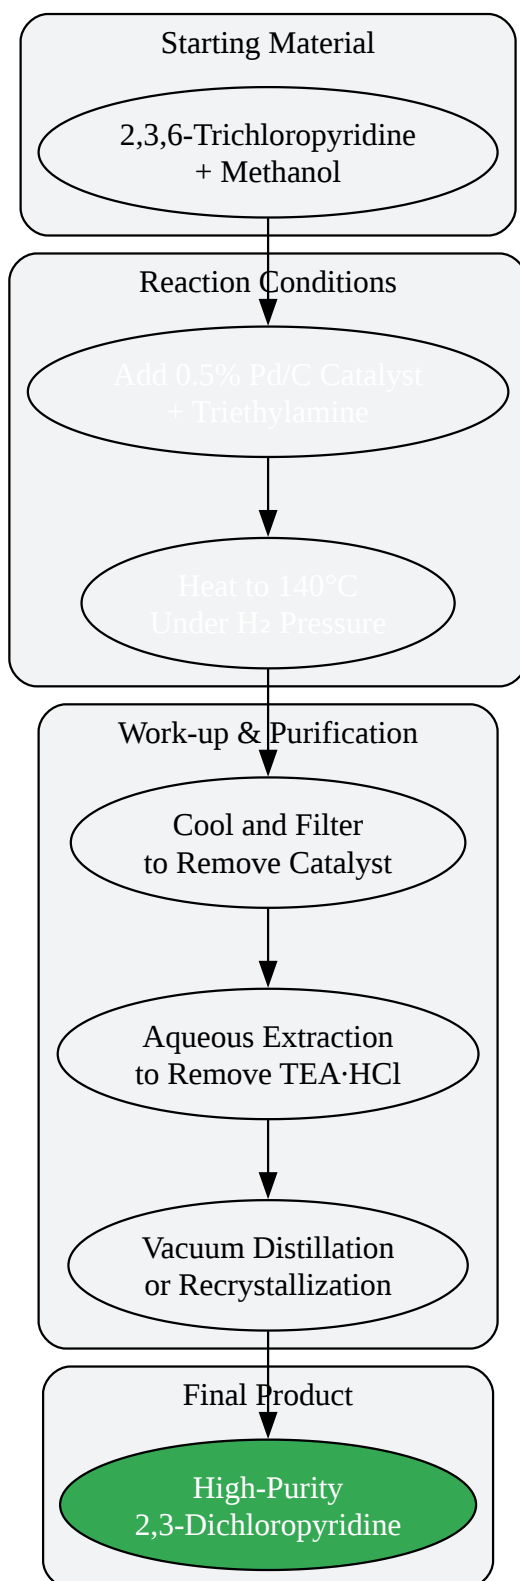 Starting Material
2,3,6-Trichloropyridine
+ Methanol
Reaction Conditions
Add 0.5% Pd/C Catalyst
+ Triethylamine
Heat to 140°C
Under H₂ Pressure
Work-up & Purification
Cool and Filter
to Remove Catalyst
Aqueous Extraction
to Remove TEA·HCl
Vacuum Distillation
or Recrystallization
Final Product
High-Purity
2,3-Dichloropyridine